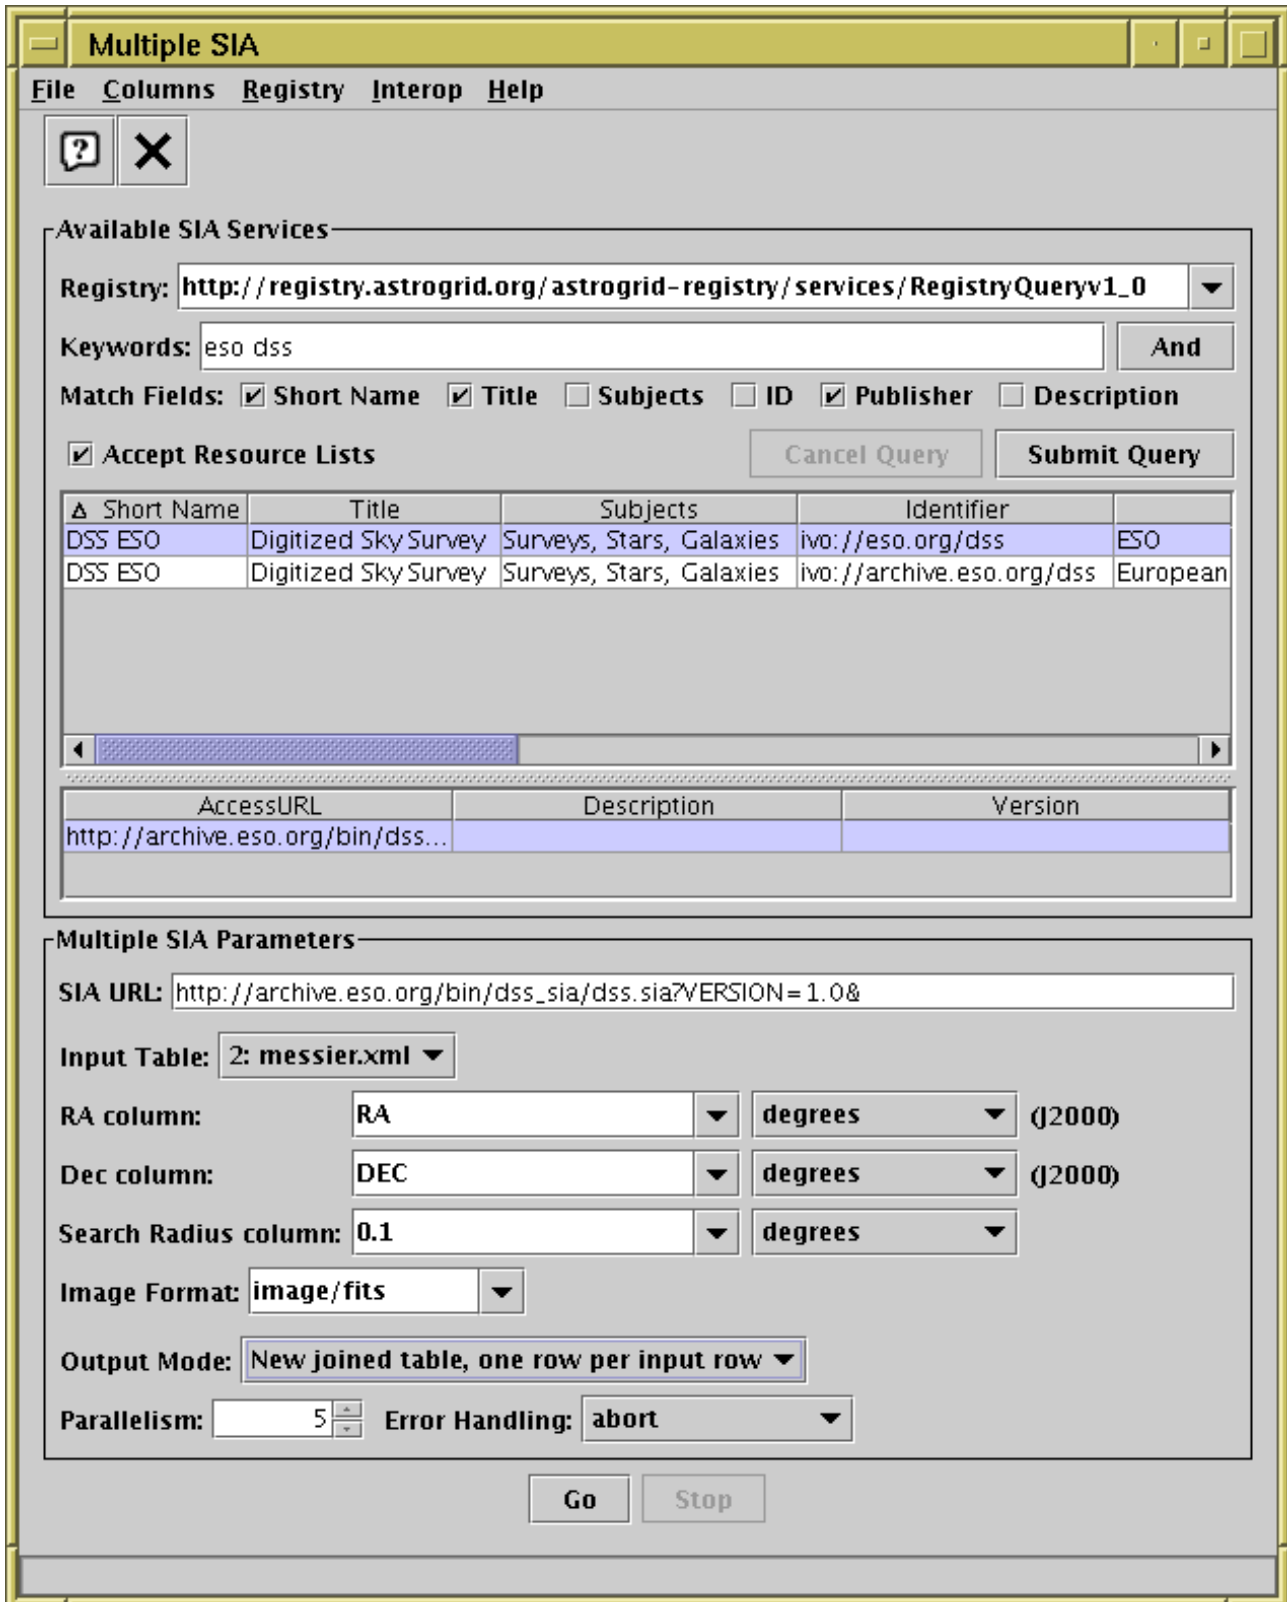 Multiple SIA
File Columns Registry Interop Help
Available SIA Services
Registry: http://registry.astrogrid.org/astrogrid-registry/services/RegistryQueryv1_0
Keywords: eso dss And
Match Fields: Short Name Title Subjects ID Publisher Description
Accept Resource Lists Cancel Query Submit Query
Short Name Title Subjects Identifier
DSS ESO Digitized Sky Survey Surveys, Stars, Galaxies ivo://eso.org/dss ESO
DSS ESO Digitized Sky Survey Surveys, Stars, Galaxies ivo://archive.eso.org/dss European
AccessURL Description Version
http://archive.eso.org/bin/dss...
Multiple SIA Parameters
SIA URL: http://archive.eso.org/bin/dss_sia/dss.sia?VERSION=1.0&
Input Table: 2: messier.xml
RA column: RA degrees (J2000)
Dec column: DEC degrees (J2000)
Search Radius column: 0.1 degrees
Image Format: image/fits
Output Mode: New joined table, one row per input row
Parallelism: 5 Error Handling: abort
Go Stop